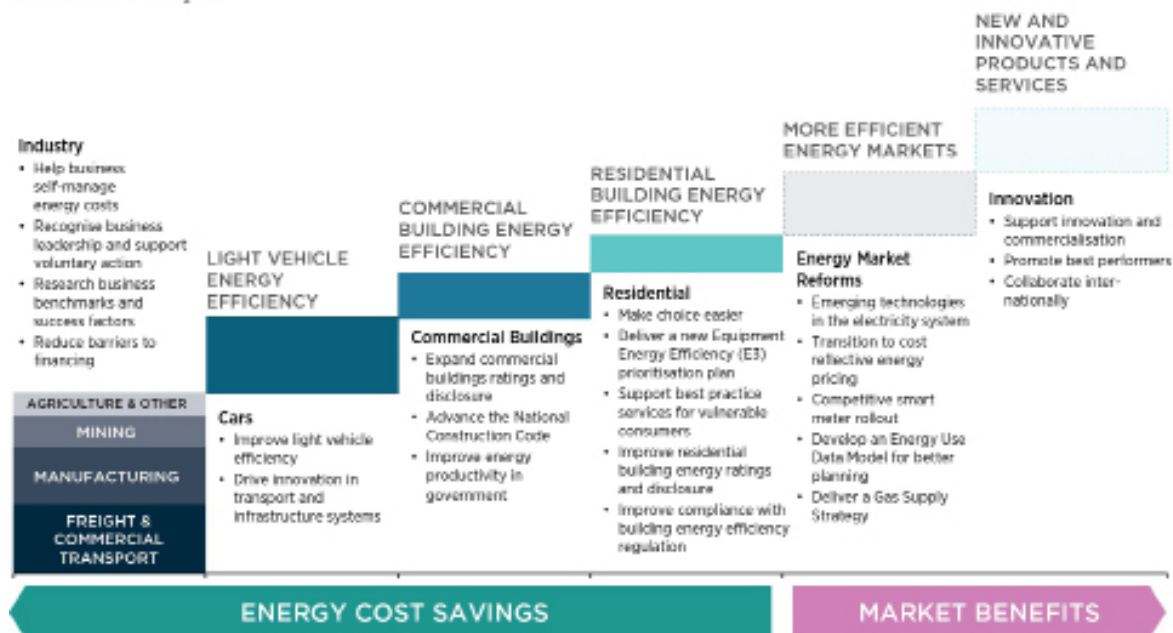 NEW AND
INNOVATIVE
PRODUCTS AND
SERVICES
MORE EFFICIENT
ENERGY MARKETS
RESIDENTIAL
BUILDING ENERGY
EFFICIENCY
COMMERCIAL
BUILDING ENERGY
EFFICIENCY
LIGHT VEHICLE
ENERGY
EFFICIENCY
Industry
• Help business
self-manage
energy costs
• Recognise business
leadership and support
voluntary action
• Research business
benchmarks and
success factors
• Reduce barriers to
financing
AGRICULTURE & OTHER
MINING
MANUFACTURING
FREIGHT &
COMMERCIAL
TRANSPORT
Cars
• Improve light vehicle
efficiency
• Drive innovation in
transport and
infrastructure systems
Commercial Buildings
• Expand commercial
buildings ratings and
disclosure
• Advance the National
Construction Code
• Improve energy
productivity in
government
Residential
• Make choice easier
• Deliver a new Equipment
Energy Efficiency (E3)
prioritisation plan
• Support best practice
services for vulnerable
consumers
• Improve residential
building energy ratings
and disclosure
• Improve compliance with
building energy efficiency
regulation
Energy Market
Reforms
• Emerging technologies
in the electricity system
• Transition to cost
reflective energy
pricing
• Competitive smart
meter rollout
• Develop an Energy Use
Data Model for better
planning
• Deliver a Gas Supply
Strategy
Innovation
• Support innovation and
commercialisation
• Promote best performers
• Collaborate inter-
nationally
ENERGY COST SAVINGS
MARKET BENEFITS